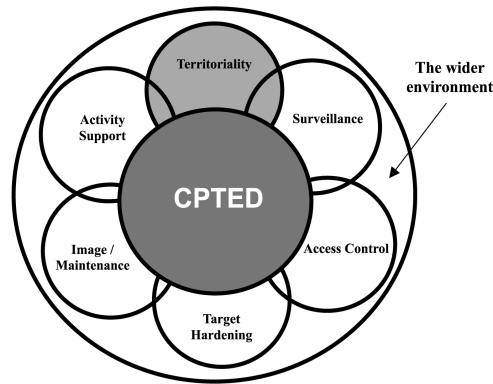 Territoriality
The wider
environment
Activity
Support
Surveillance
CPTED
Image /
Maintenance
Access Control
Target
Hardening